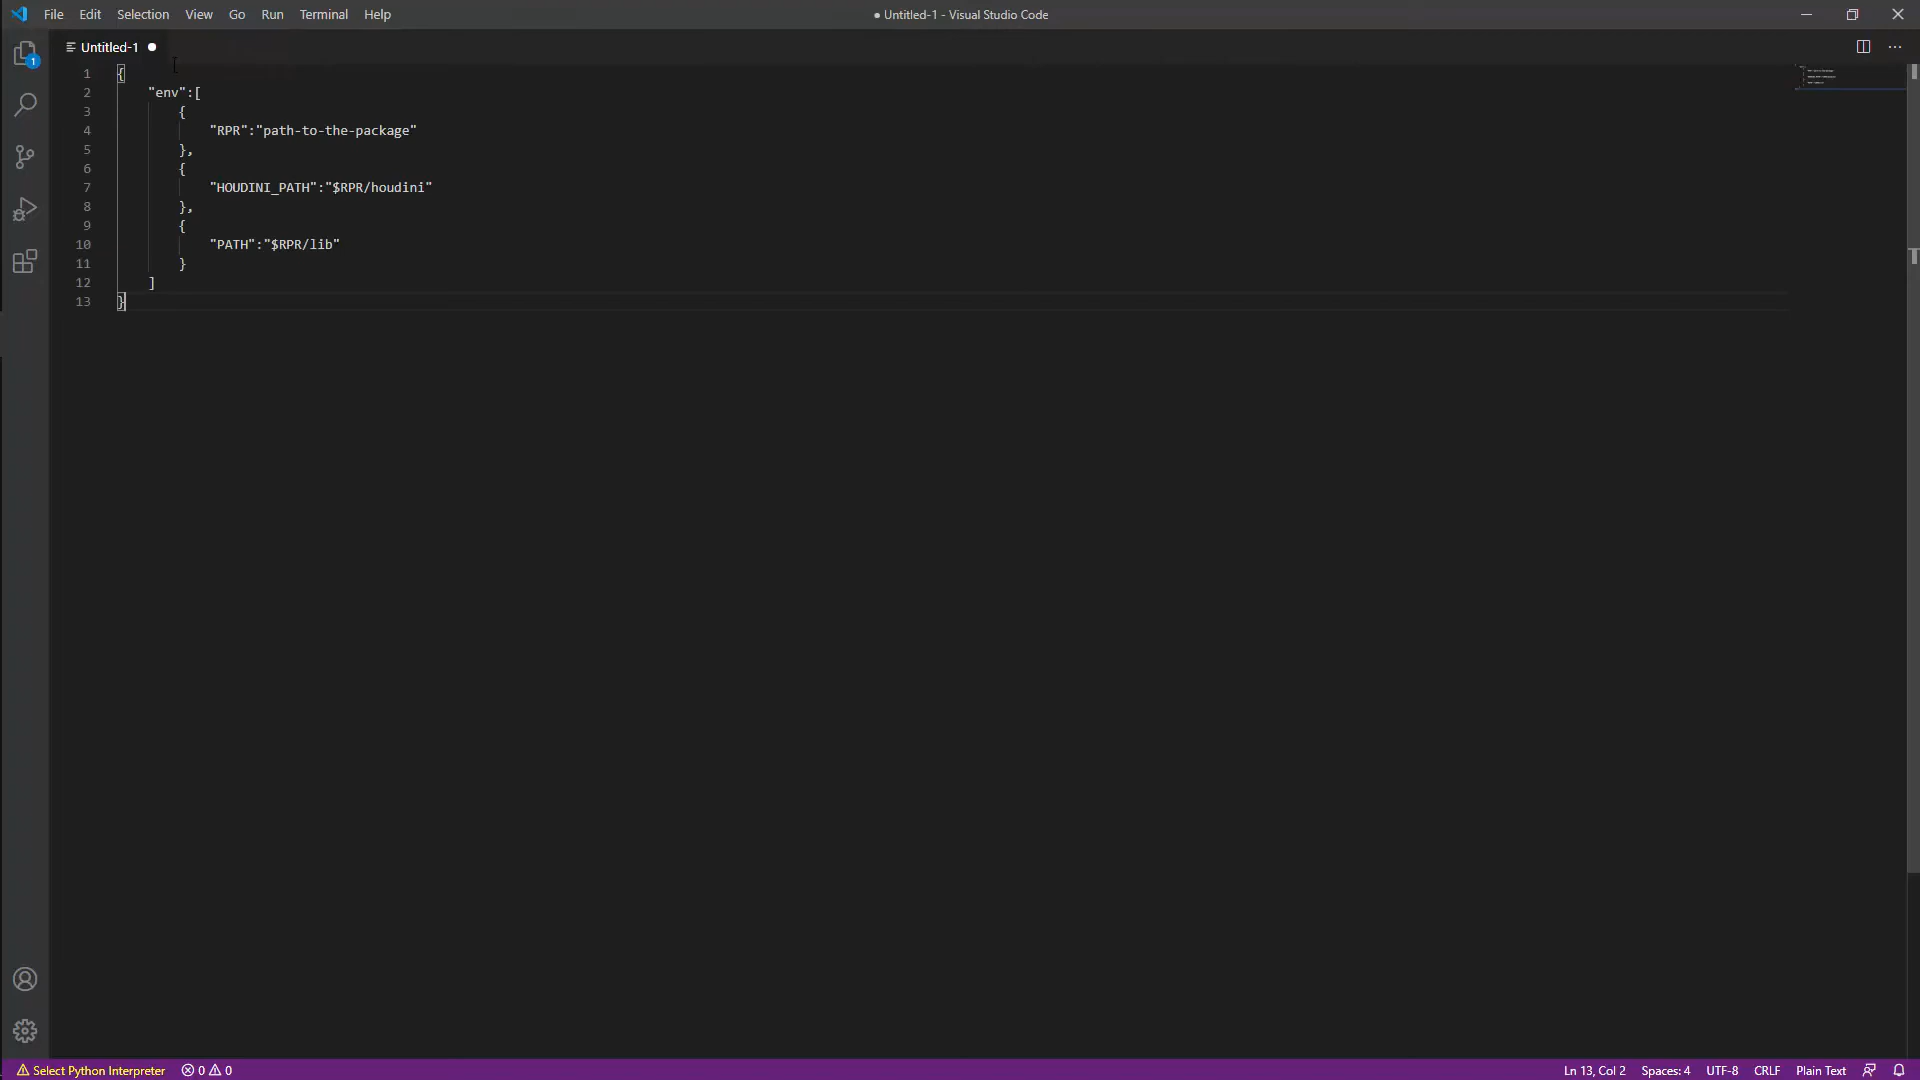 File Edit Selection View Go Run Terminal Help
● Untitled-1 - Visual Studio Code
Untitled-1 ●
1
1 {
2 "env":[
3 {
4 "RPR":"path-to-the-package"
5 },
6 {
7 "HOUDINI_PATH":"$RPR/houdini"
8 },
9 {
10 "PATH":"$RPR/lib"
11 }
12 ]
13 }
Select Python Interpreter 0 0 Ln 13, Col 2 Spaces: 4 UTF-8 CRLF Plain Text